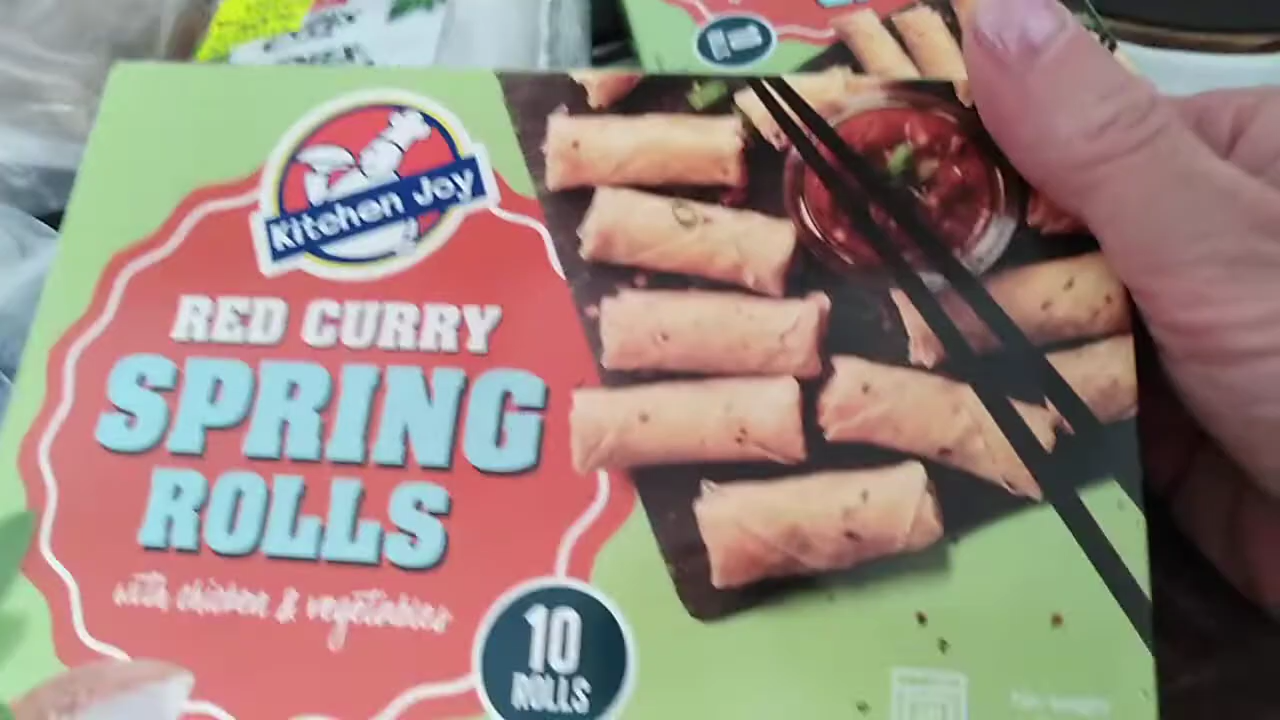 Kitchen Joy
RED CURRY
SPRING
ROLLS
with chicken & vegetables
10
ROLLS